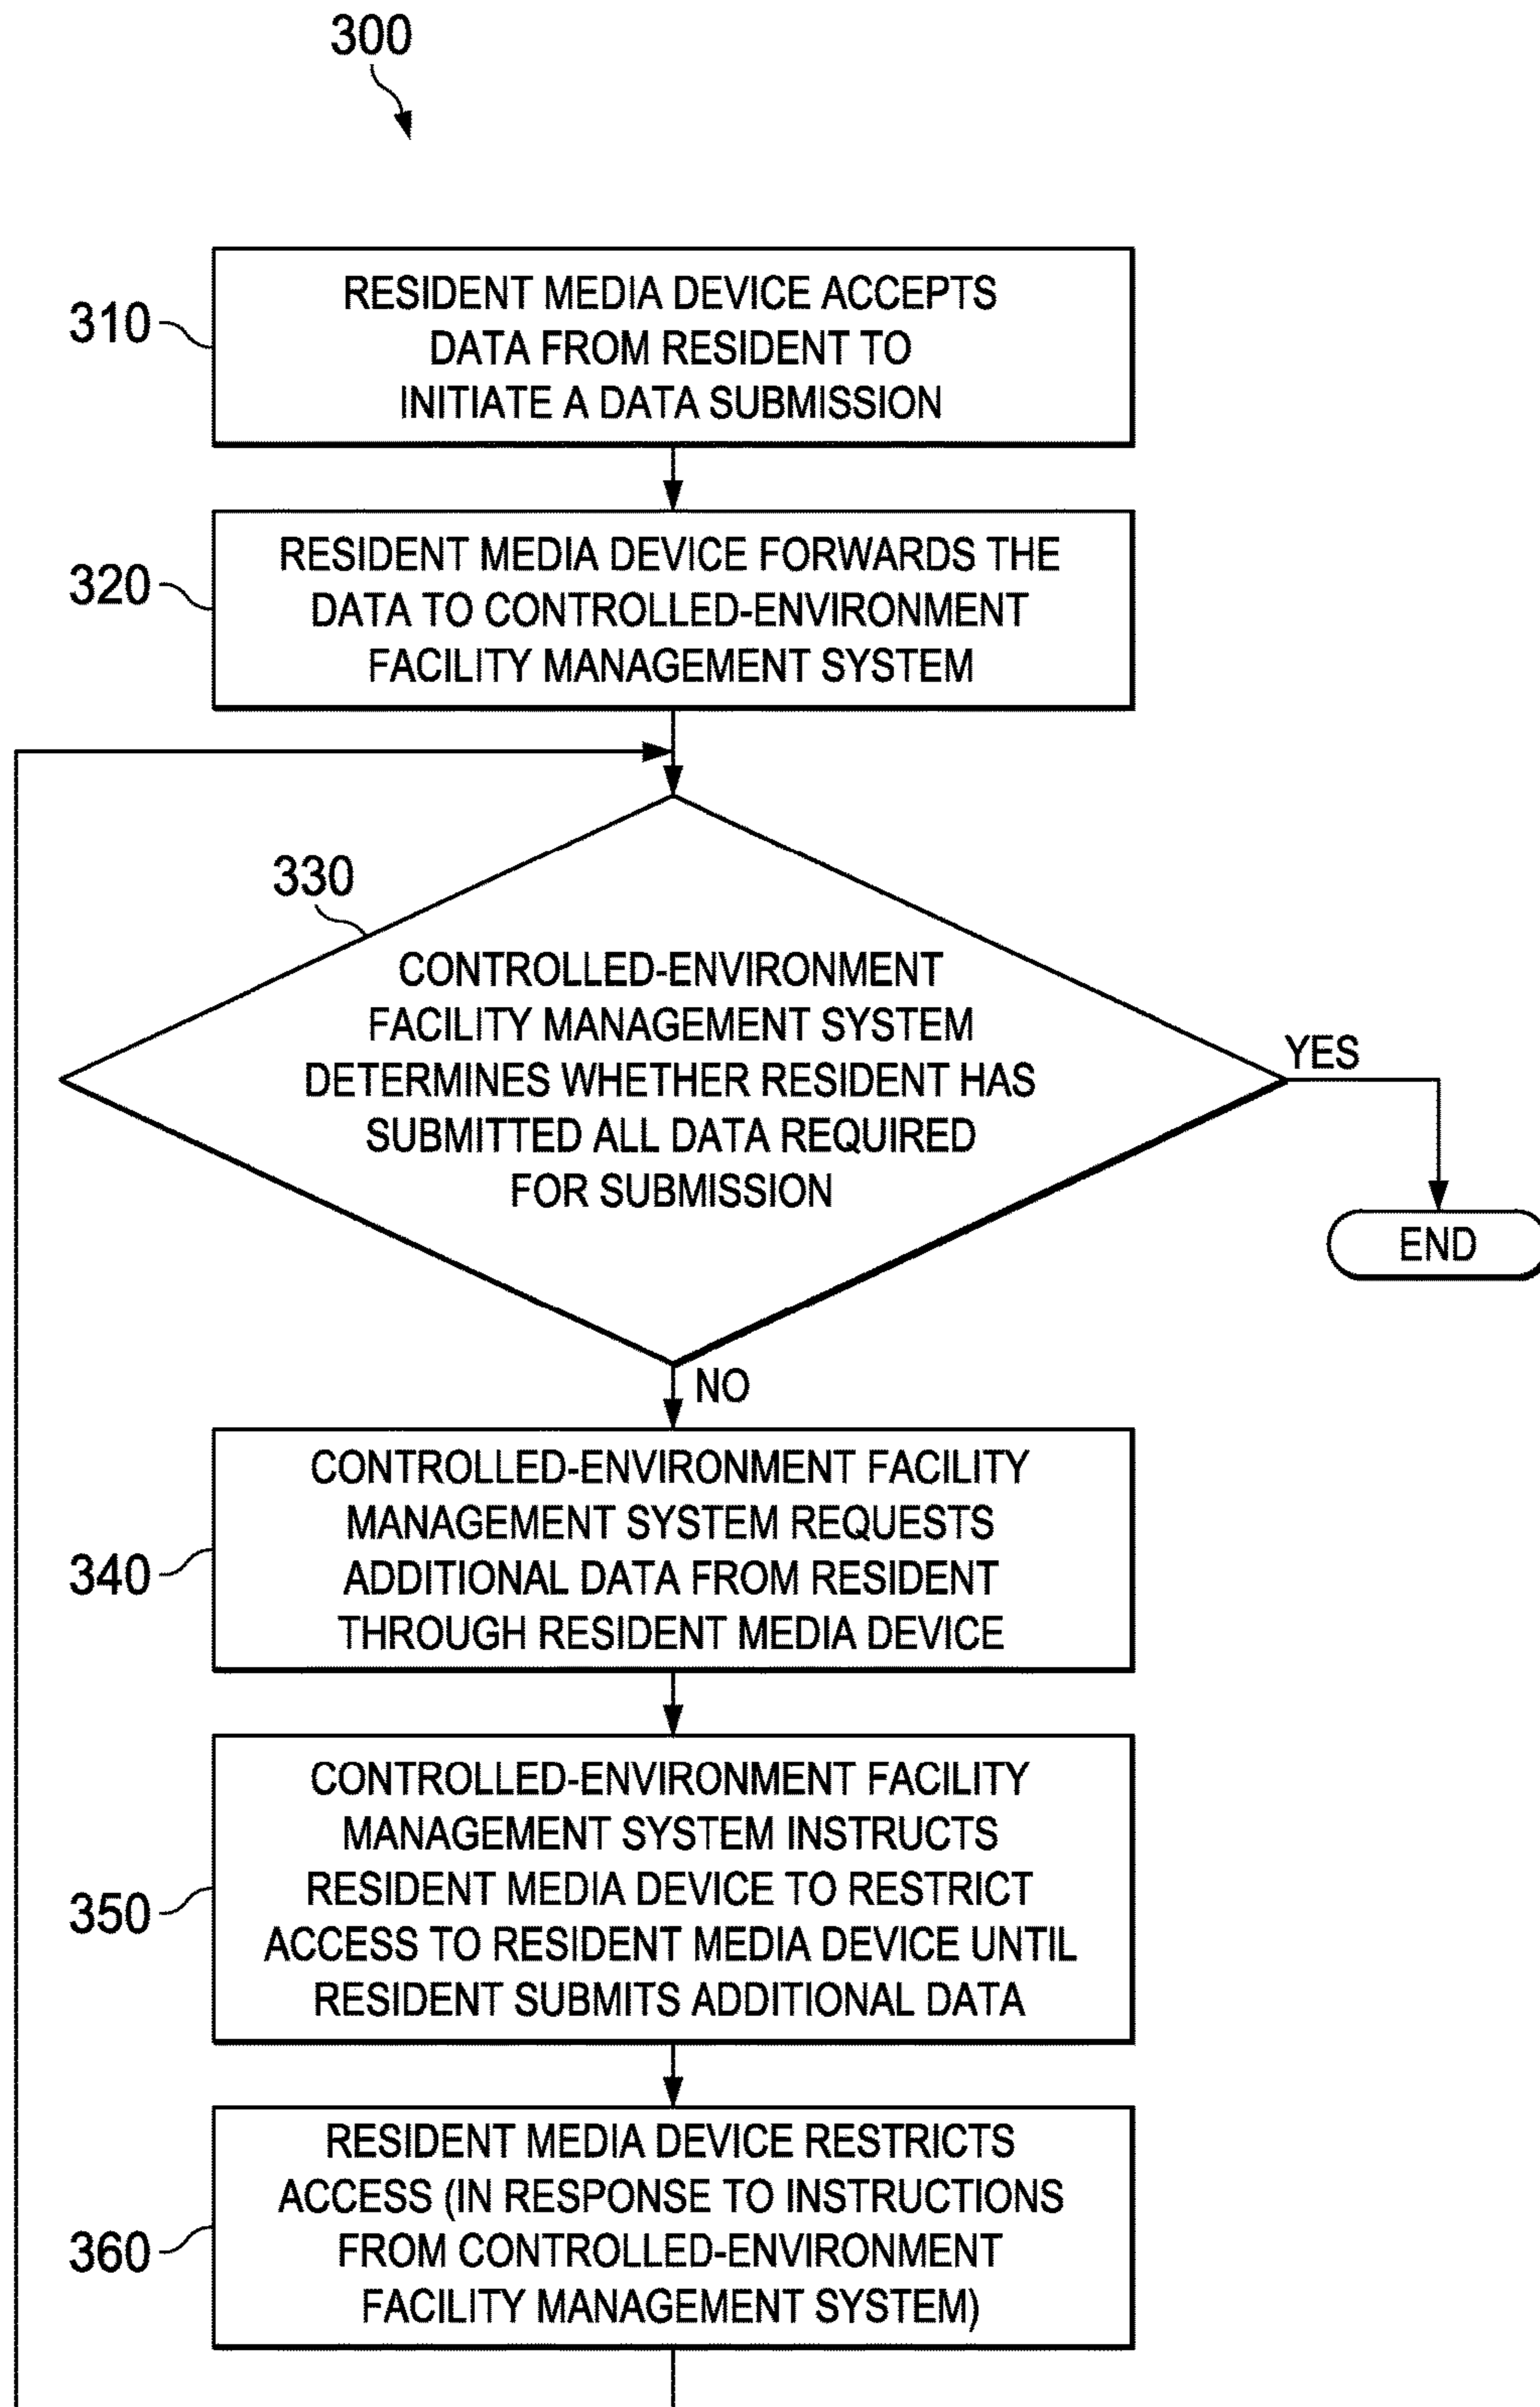 300
310
RESIDENT MEDIA DEVICE ACCEPTS
DATA FROM RESIDENT TO
INITIATE A DATA SUBMISSION
320
RESIDENT MEDIA DEVICE FORWARDS THE
DATA TO CONTROLLED-ENVIRONMENT
FACILITY MANAGEMENT SYSTEM
330
CONTROLLED-ENVIRONMENT
FACILITY MANAGEMENT SYSTEM
DETERMINES WHETHER RESIDENT HAS
SUBMITTED ALL DATA REQUIRED
FOR SUBMISSION
YES
END
NO
340
CONTROLLED-ENVIRONMENT FACILITY
MANAGEMENT SYSTEM REQUESTS
ADDITIONAL DATA FROM RESIDENT
THROUGH RESIDENT MEDIA DEVICE
350
CONTROLLED-ENVIRONMENT FACILITY
MANAGEMENT SYSTEM INSTRUCTS
RESIDENT MEDIA DEVICE TO RESTRICT
ACCESS TO RESIDENT MEDIA DEVICE UNTIL
RESIDENT SUBMITS ADDITIONAL DATA
360
RESIDENT MEDIA DEVICE RESTRICTS
ACCESS (IN RESPONSE TO INSTRUCTIONS
FROM CONTROLLED-ENVIRONMENT
FACILITY MANAGEMENT SYSTEM)